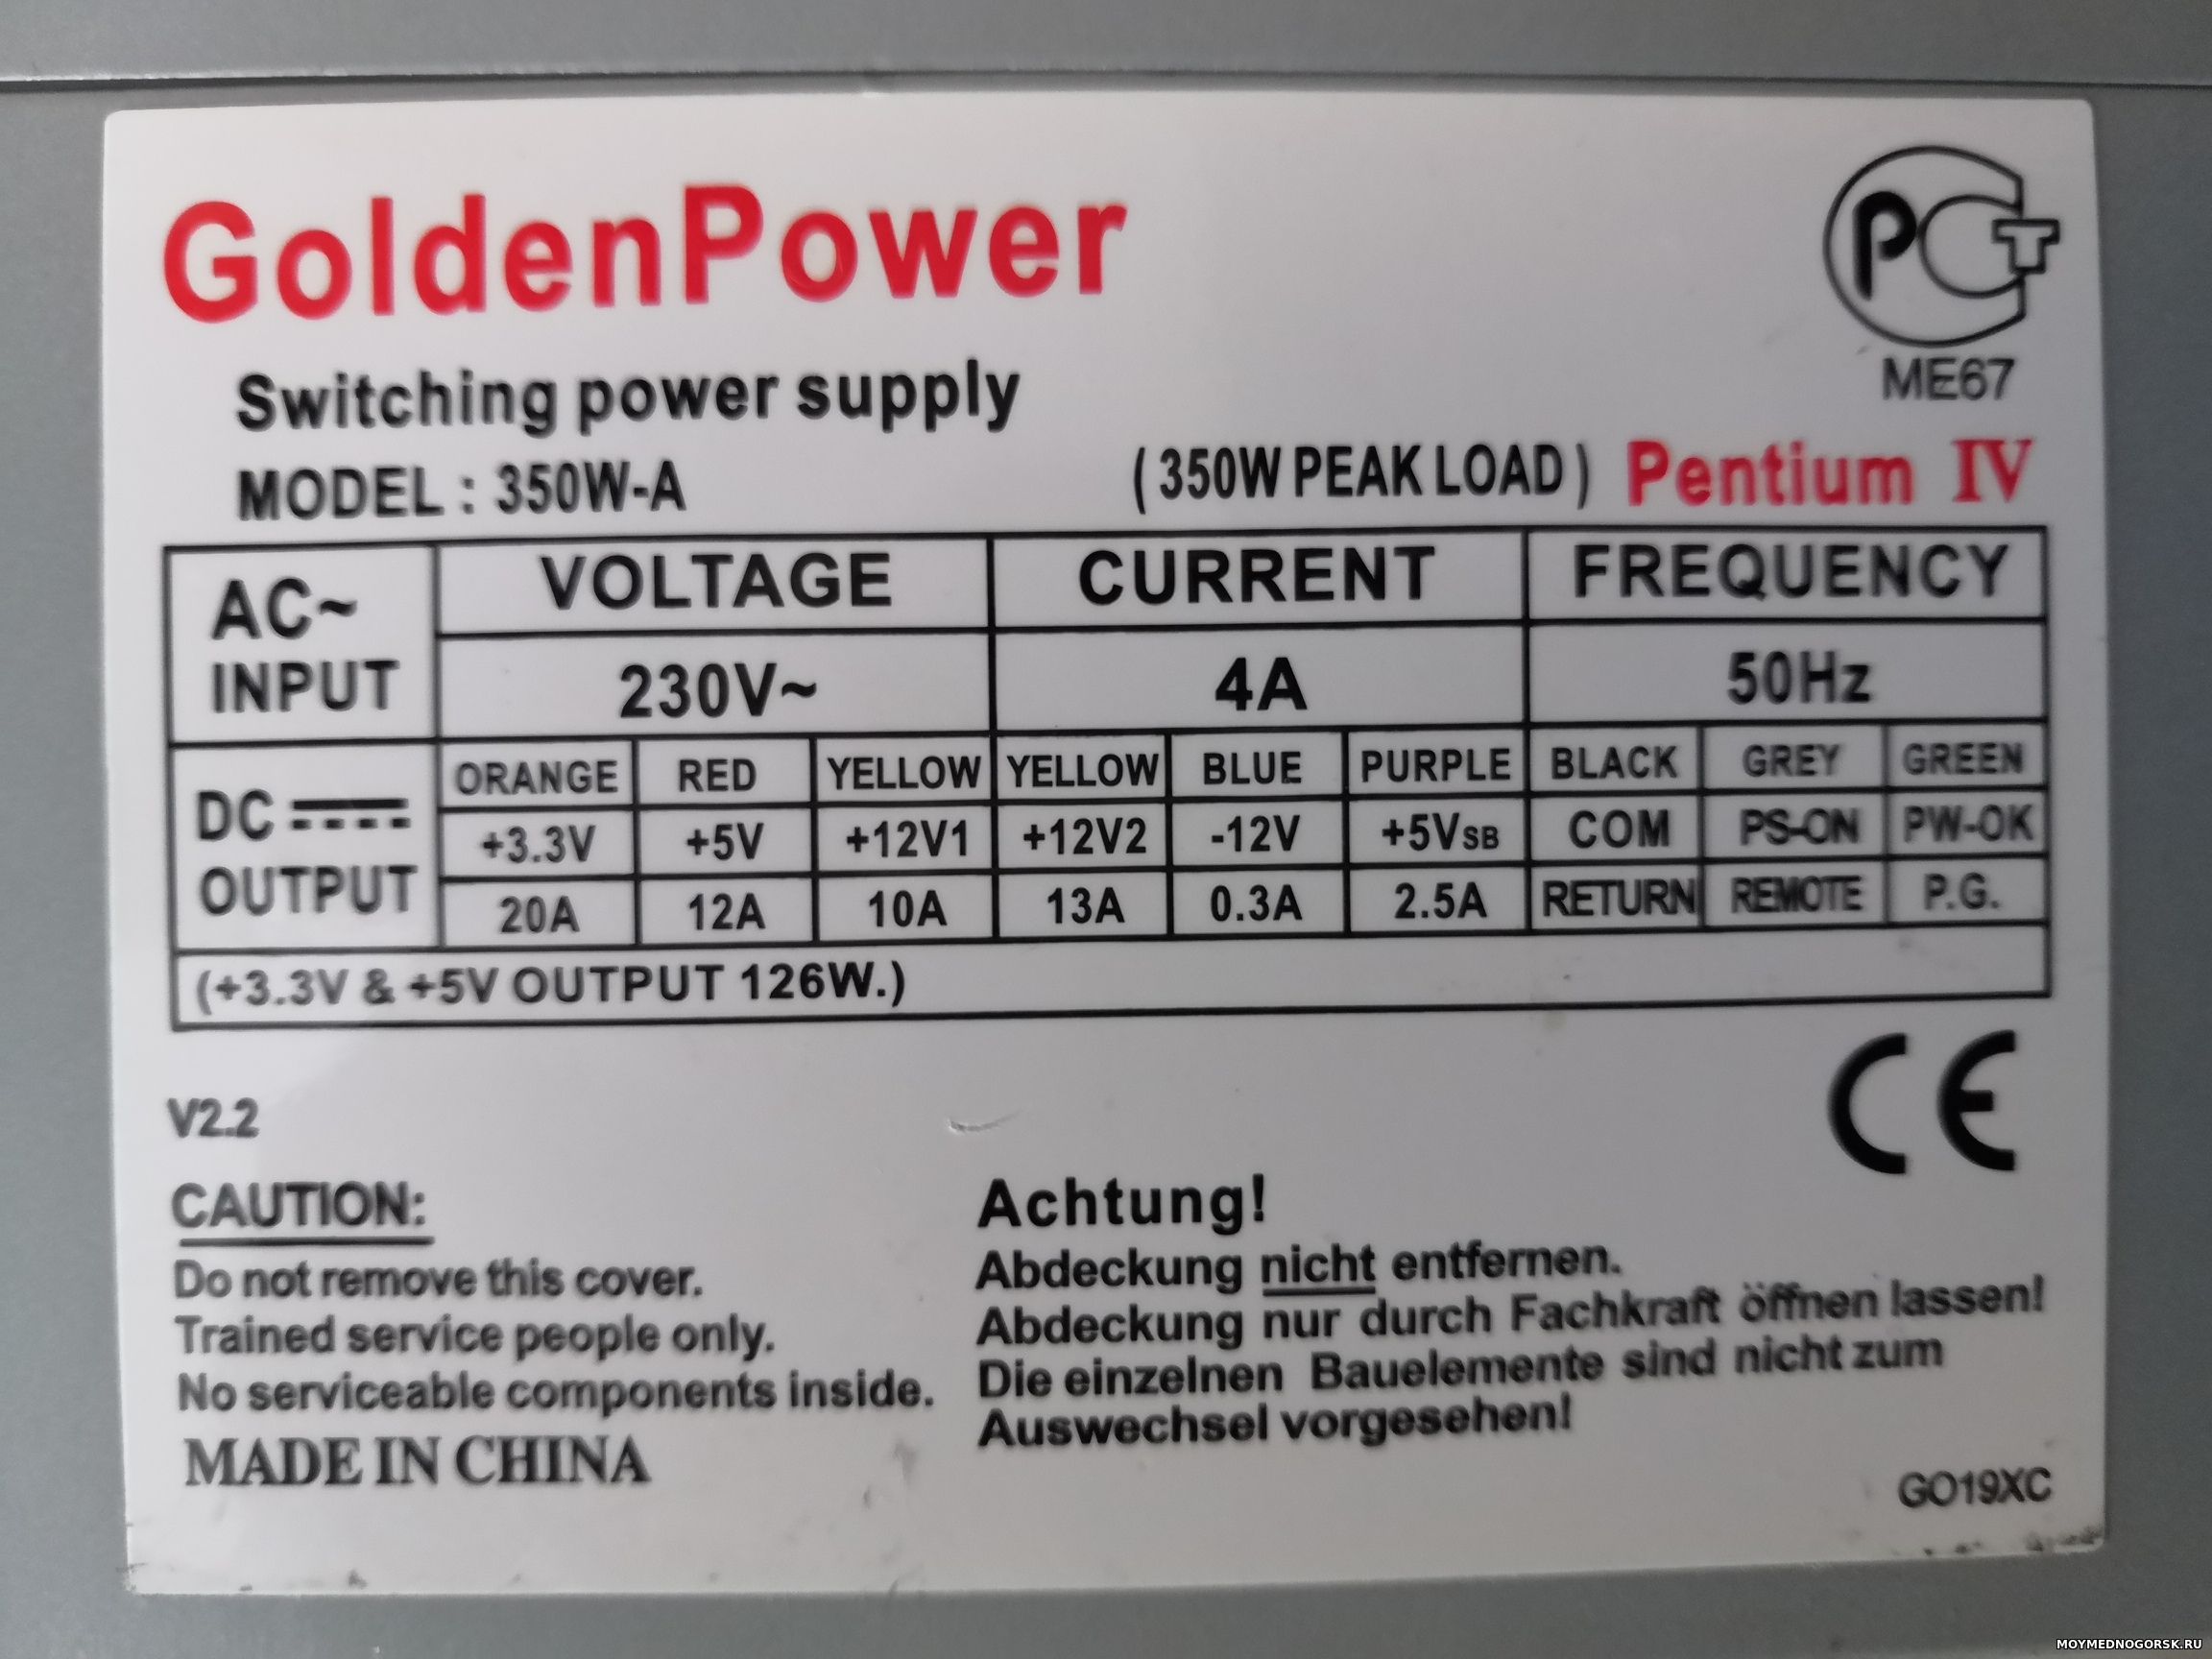 GoldenPower
РСТ
ME67
Switching power supply
MODEL : 350W-A
( 350W PEAK LOAD ) Pentium IV
AC~ INPUT
VOLTAGE CURRENT FREQUENCY
230V~ 4A 50Hz
DC OUTPUT
ORANGE RED YELLOW YELLOW BLUE PURPLE BLACK GREY GREEN
+3.3V +5V +12V1 +12V2 -12V +5VSB COM PS-ON PW-OK
20A 12A 10A 13A 0.3A 2.5A RETURN REMOTE P.G.
(+3.3V & +5V OUTPUT 126W.)
CE
V2.2
CAUTION:
Do not remove this cover.
Trained service people only.
No serviceable components inside.
MADE IN CHINA
Achtung!
Abdeckung nicht entfernen.
Abdeckung nur durch Fachkraft öffnen lassen!
Die einzelnen Bauelemente sind nicht zum
Auswechsel vorgesehen!
GO19XC
MOYMEDNOGORSK.RU